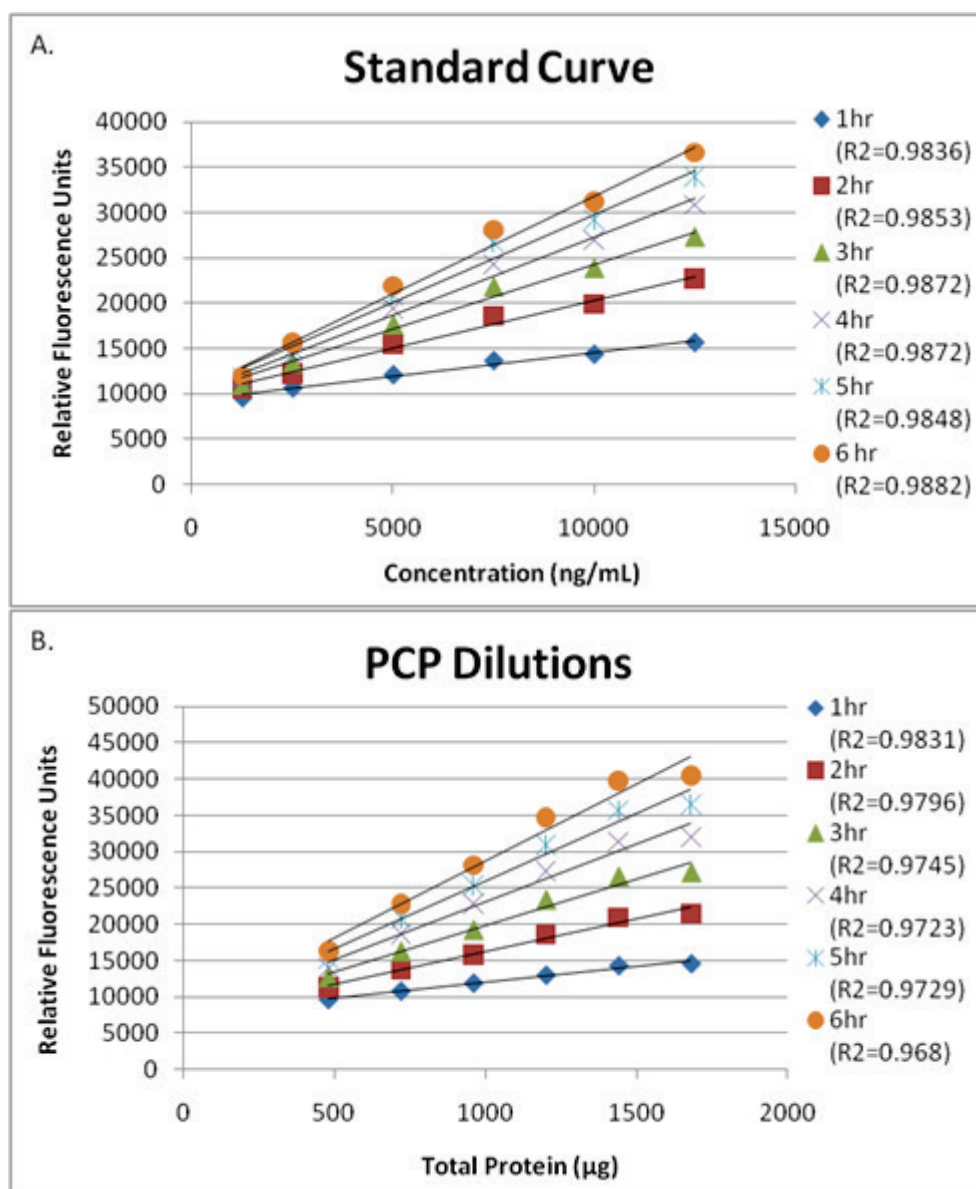 A.
Standard Curve
Relative Fluorescence Units
40000
35000
30000
25000
20000
15000
10000
5000
0
0 5000 10000 15000
Concentration (ng/mL)
1hr
(R2=0.9836)
2hr
(R2=0.9853)
3hr
(R2=0.9872)
4hr
(R2=0.9872)
5hr
(R2=0.9848)
6 hr
(R2=0.9882)
B.
PCP Dilutions
Relative Fluorescence Units
50000
45000
40000
35000
30000
25000
20000
15000
10000
5000
0
0 500 1000 1500 2000
Total Protein (µg)
1hr
(R2=0.9831)
2hr
(R2=0.9796)
3hr
(R2=0.9745)
4hr
(R2=0.9723)
5hr
(R2=0.9729)
6hr
(R2=0.968)